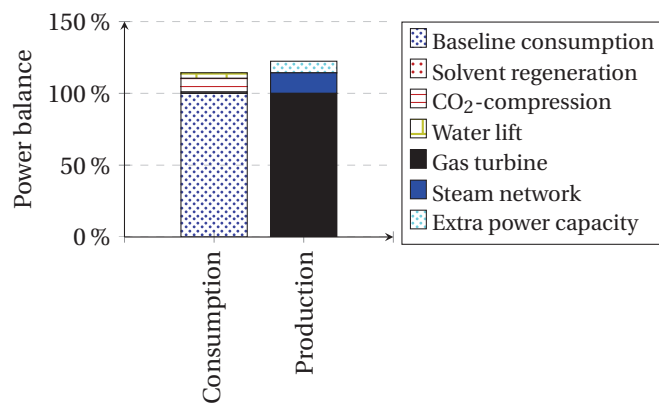 150 %
100 %
50 %
0 %
Power balance
Consumption
Production
Baseline consumption
Solvent regeneration
CO₂-compression
Water lift
Gas turbine
Steam network
Extra power capacity